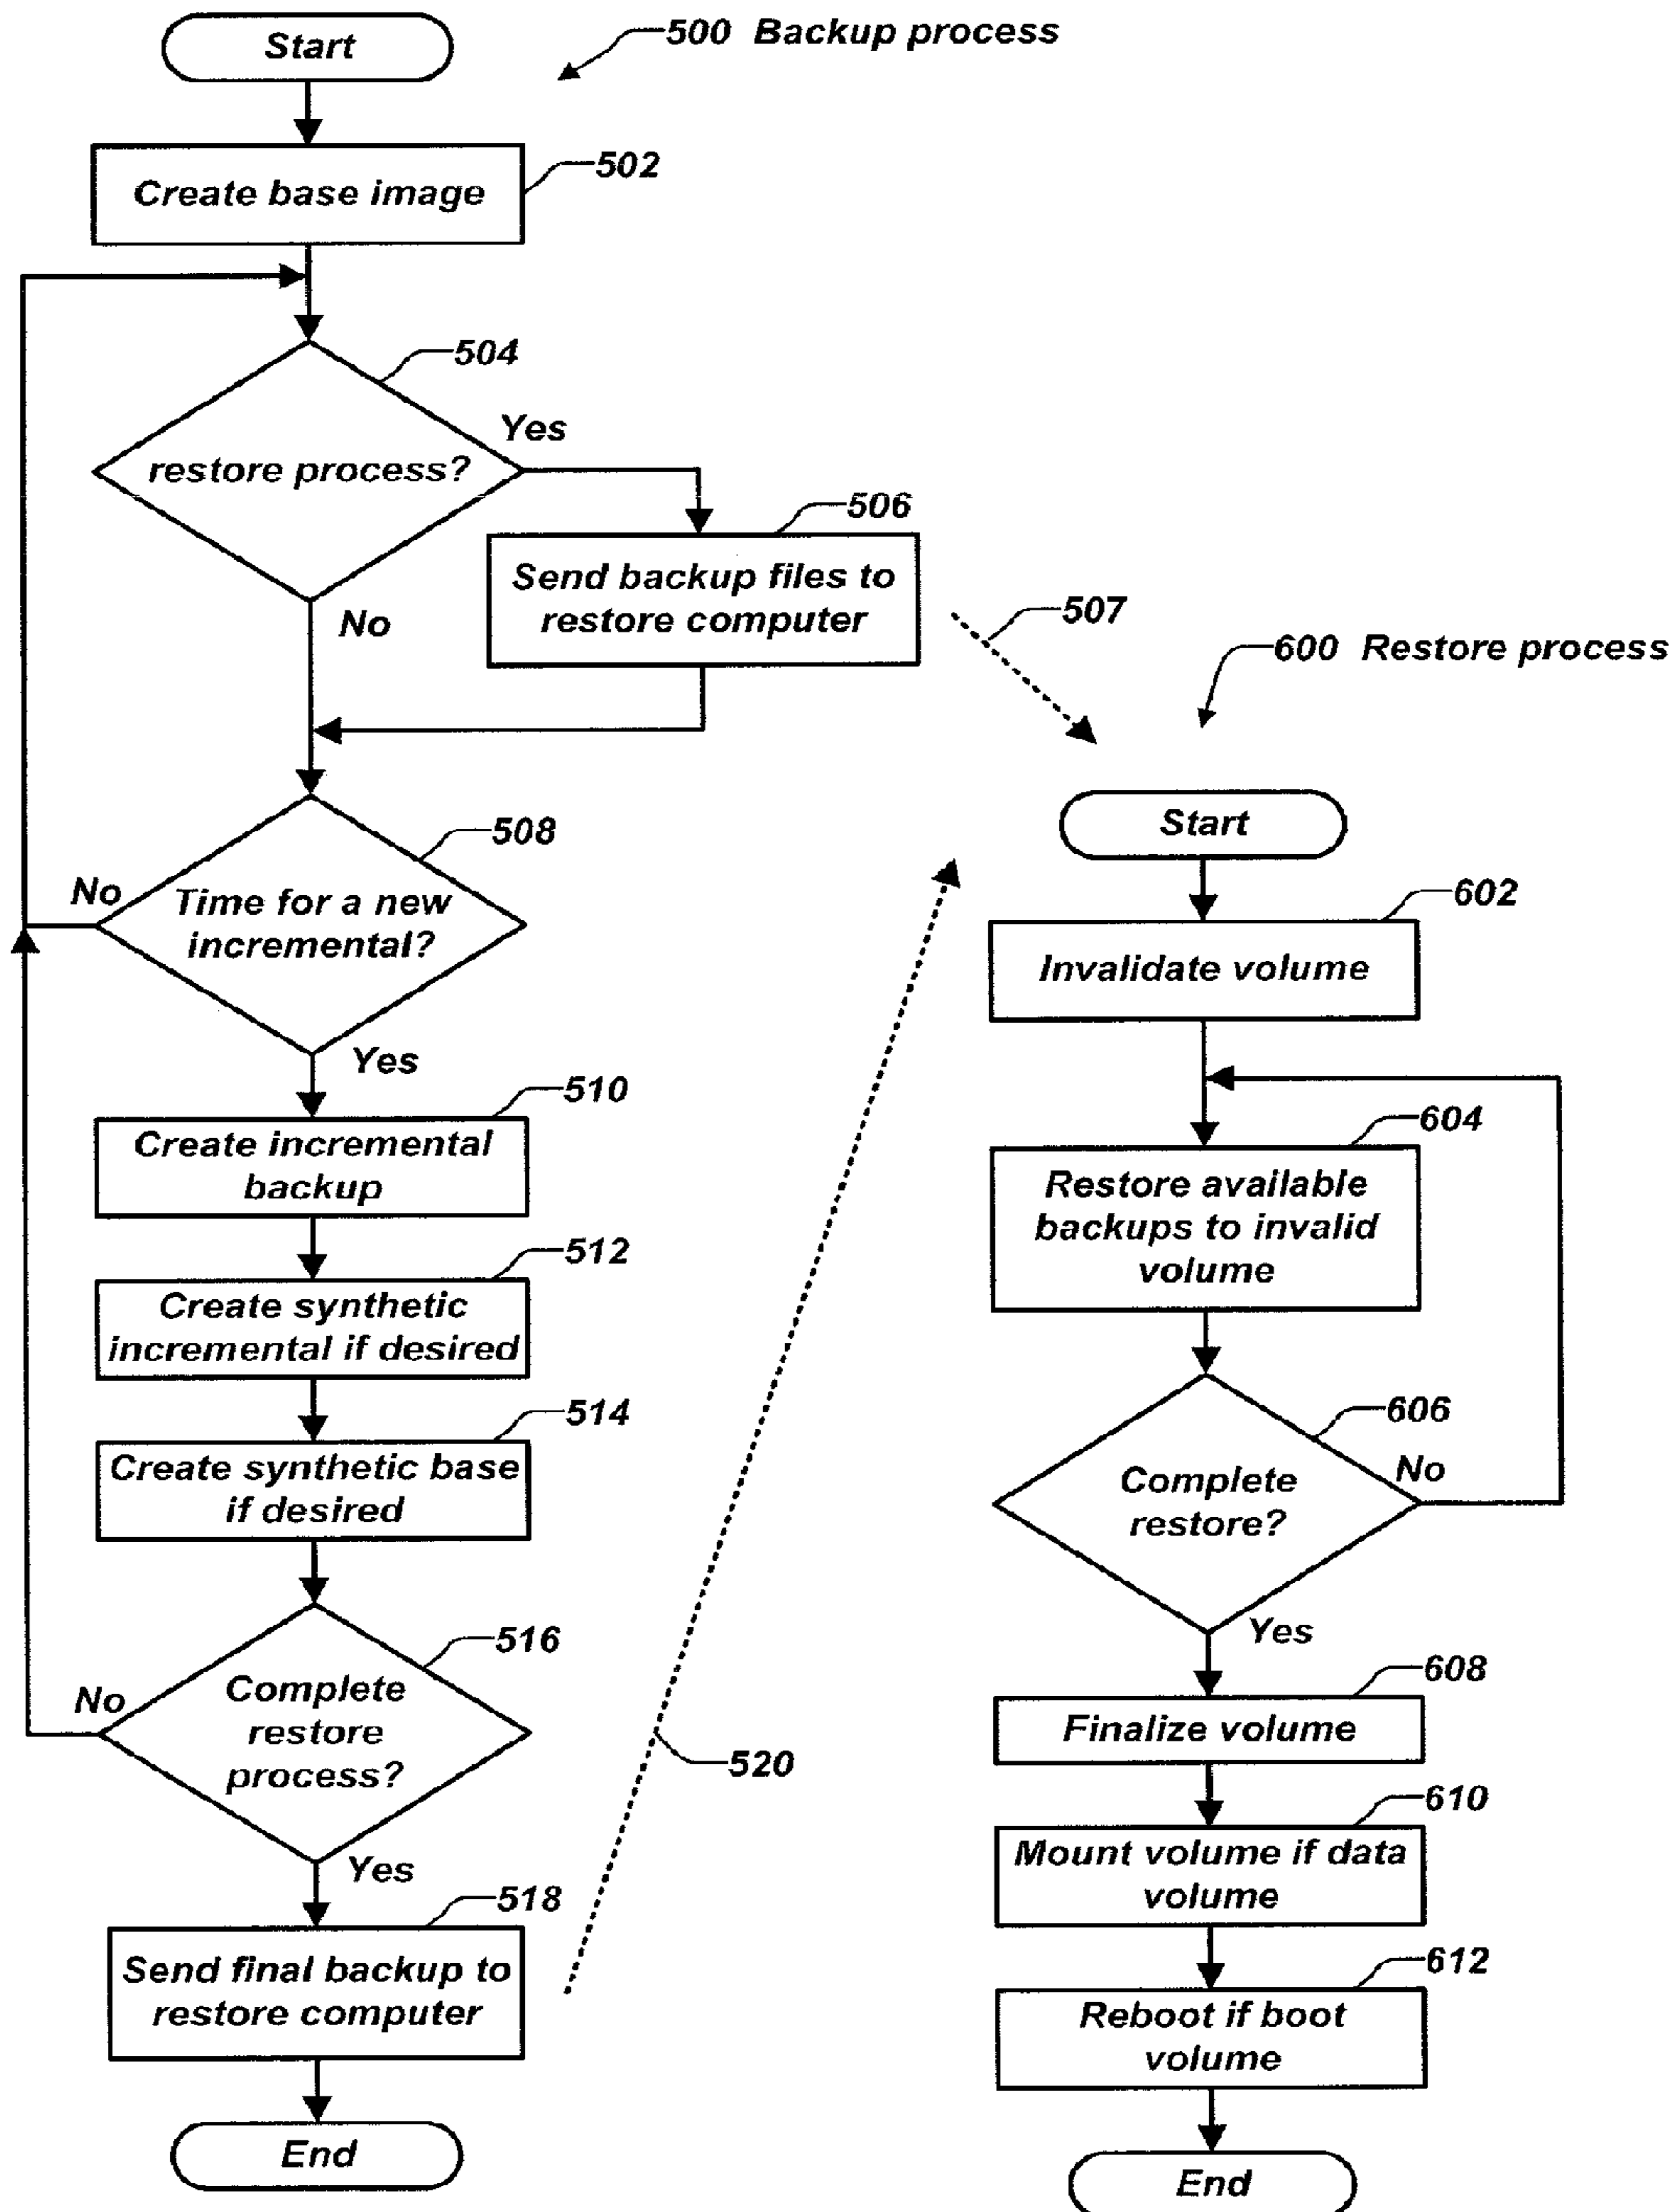 Start
500 Backup process
Create base image
502
504
restore process?
Yes
No
506
Send backup files to
restore computer
507
508
Time for a new
incremental?
No
Yes
510
Create incremental
backup
512
Create synthetic
incremental if desired
514
Create synthetic base
if desired
516
Complete
restore
process?
No
Yes
518
Send final backup to
restore computer
520
End
600 Restore process
Start
602
Invalidate volume
604
Restore available
backups to invalid
volume
606
Complete
restore?
No
Yes
608
Finalize volume
610
Mount volume if data
volume
612
Reboot if boot
volume
End